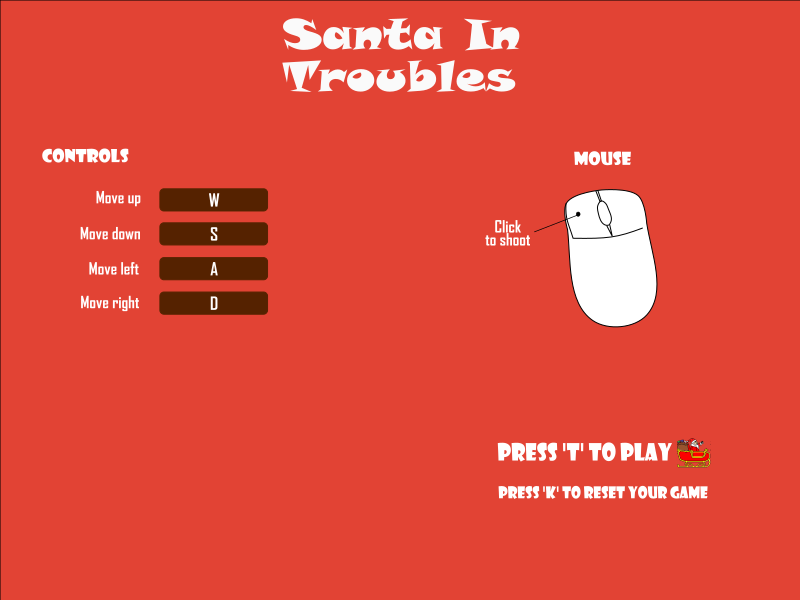 Santa In
Troubles
CONTROLS
Move up W
Move down S
Move left A
Move right D
MOUSE
Click
to shoot
PRESS 'T' TO PLAY
PRESS 'K' TO RESET YOUR GAME